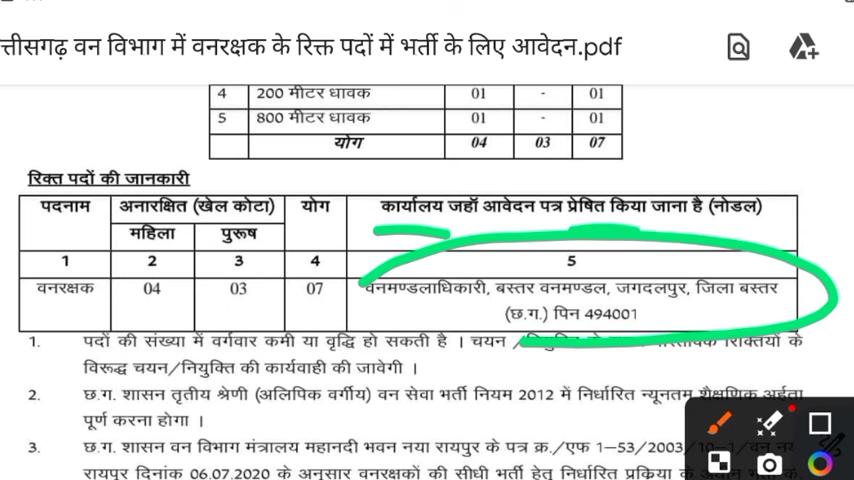 त्तीसगढ़ वन विभाग में वनरक्षक के रिक्त पदों में भर्ती के लिए आवेदन.pdf
4 200 मीटर धावक 01 - 01
5 800 मीटर धावक 01 - 01
योग 04 03 07
रिक्त पदों की जानकारी
पदनाम अनारक्षित (खेल कोटा) योग कार्यालय जहॉ आवेदन पत्र प्रेषित किया जाना है (नोडल)
महिला पुरूष
1 2 3 4 5
वनरक्षक 04 03 07 वनमण्डलाधिकारी, बस्तर वनमण्डल, जगदलपुर, जिला बस्तर
(छ.ग.) पिन 494001
1. पदों की संख्या में वर्गवार कमी या वृद्धि हो सकती है । चयन / के रिक्तियों के
विरूद्ध चयन/नियुक्ति की कार्यवाही की जावेगी ।
2. छ.ग. शासन तृतीय श्रेणी (अलिपिक वर्गीय) वन सेवा भर्ती नियम 2012 में निर्धारित न्यूनतम शैक्षणिक अर्हता
पूर्ण करना होगा ।
3. छ.ग. शासन वन विभाग मंत्रालय महानदी भवन नया रायपुर के पत्र क्र./एफ 1-53/2003/10-1/वन
रायपुर दिनांक 06.07.2020 के अनुसार वनरक्षकों की सीधी भर्ती हेतु निर्धारित प्रक्रिया के